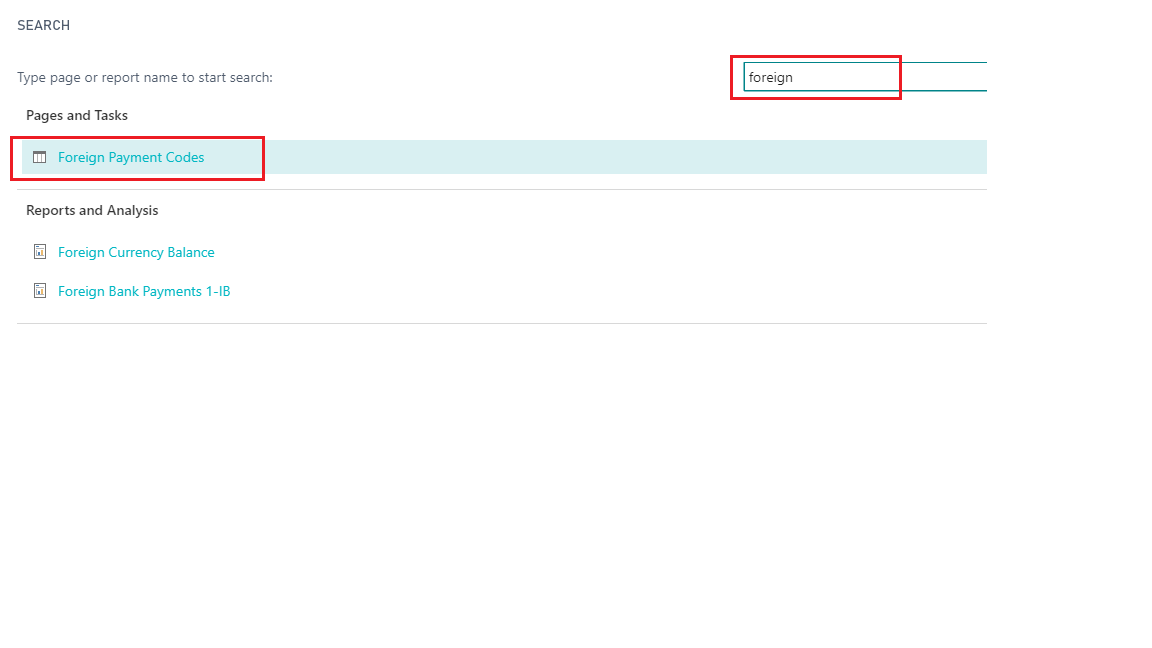 SEARCH
Type page or report name to start search:
foreign
Pages and Tasks
Foreign Payment Codes
Reports and Analysis
Foreign Currency Balance
Foreign Bank Payments 1-IB